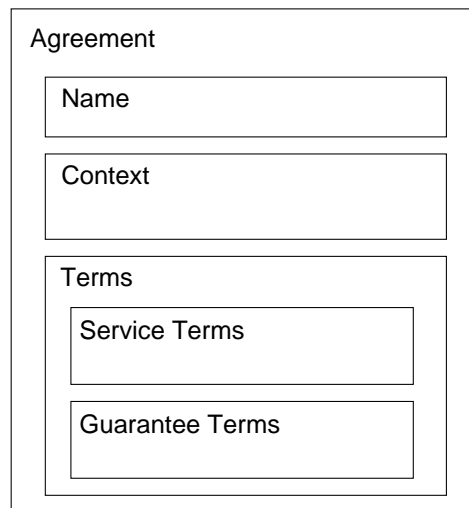 Agreement
Name
Context
Terms
Service Terms
Guarantee Terms